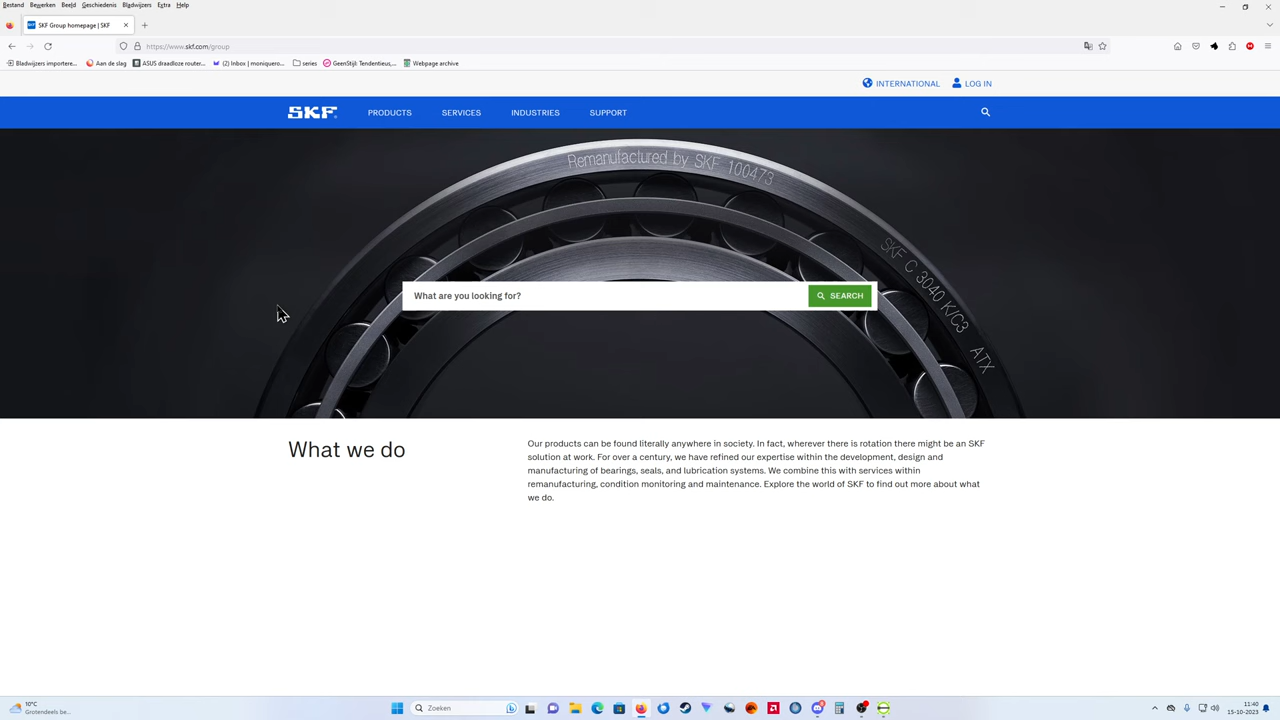 Bestand Bewerken Beeld Geschiedenis Bladwijzers Extra Help
SKF Group homepage | SKF
https://www.skf.com/group
Bladwijzers importere... Aan de slag ASUS draadloze router... (2) Inbox | moniquero... series GeenStijl: Tendentieus,... Webpage archive
INTERNATIONAL LOG IN
SKF PRODUCTS SERVICES INDUSTRIES SUPPORT
Remanufactured by SKF 100473
SKF C 3040 K/C3 ATX
What are you looking for? SEARCH
What we do
Our products can be found literally anywhere in society. In fact, wherever there is rotation there might be an SKF
solution at work. For over a century, we have refined our expertise within the development, design and
manufacturing of bearings, seals, and lubrication systems. We combine this with services within
remanufacturing, condition monitoring and maintenance. Explore the world of SKF to find out more about what
we do.
10°C
Grotendeels be...
Zoeken
11:40
15-10-2023